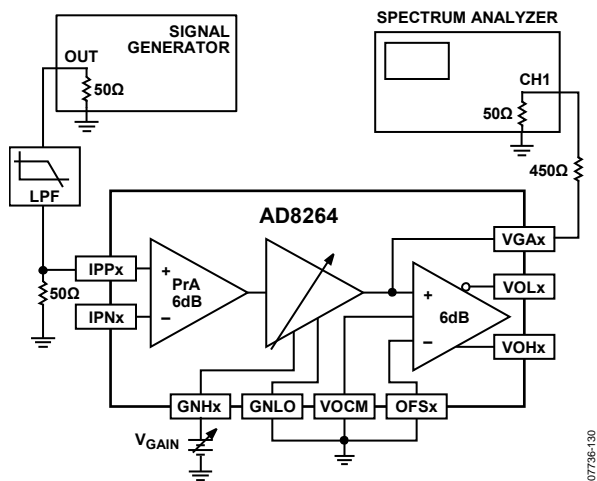 SIGNAL
GENERATOR
OUT
50Ω
SPECTRUM ANALYZER
CH1
50Ω
450Ω
LPF
AD8264
50Ω
IPPx
IPNx
+
−
PrA
6dB
+
−
6dB
VGAx
VOLx
VOHx
GNHx
GNLO
VOCM
OFSx
VGAIN
07736-130